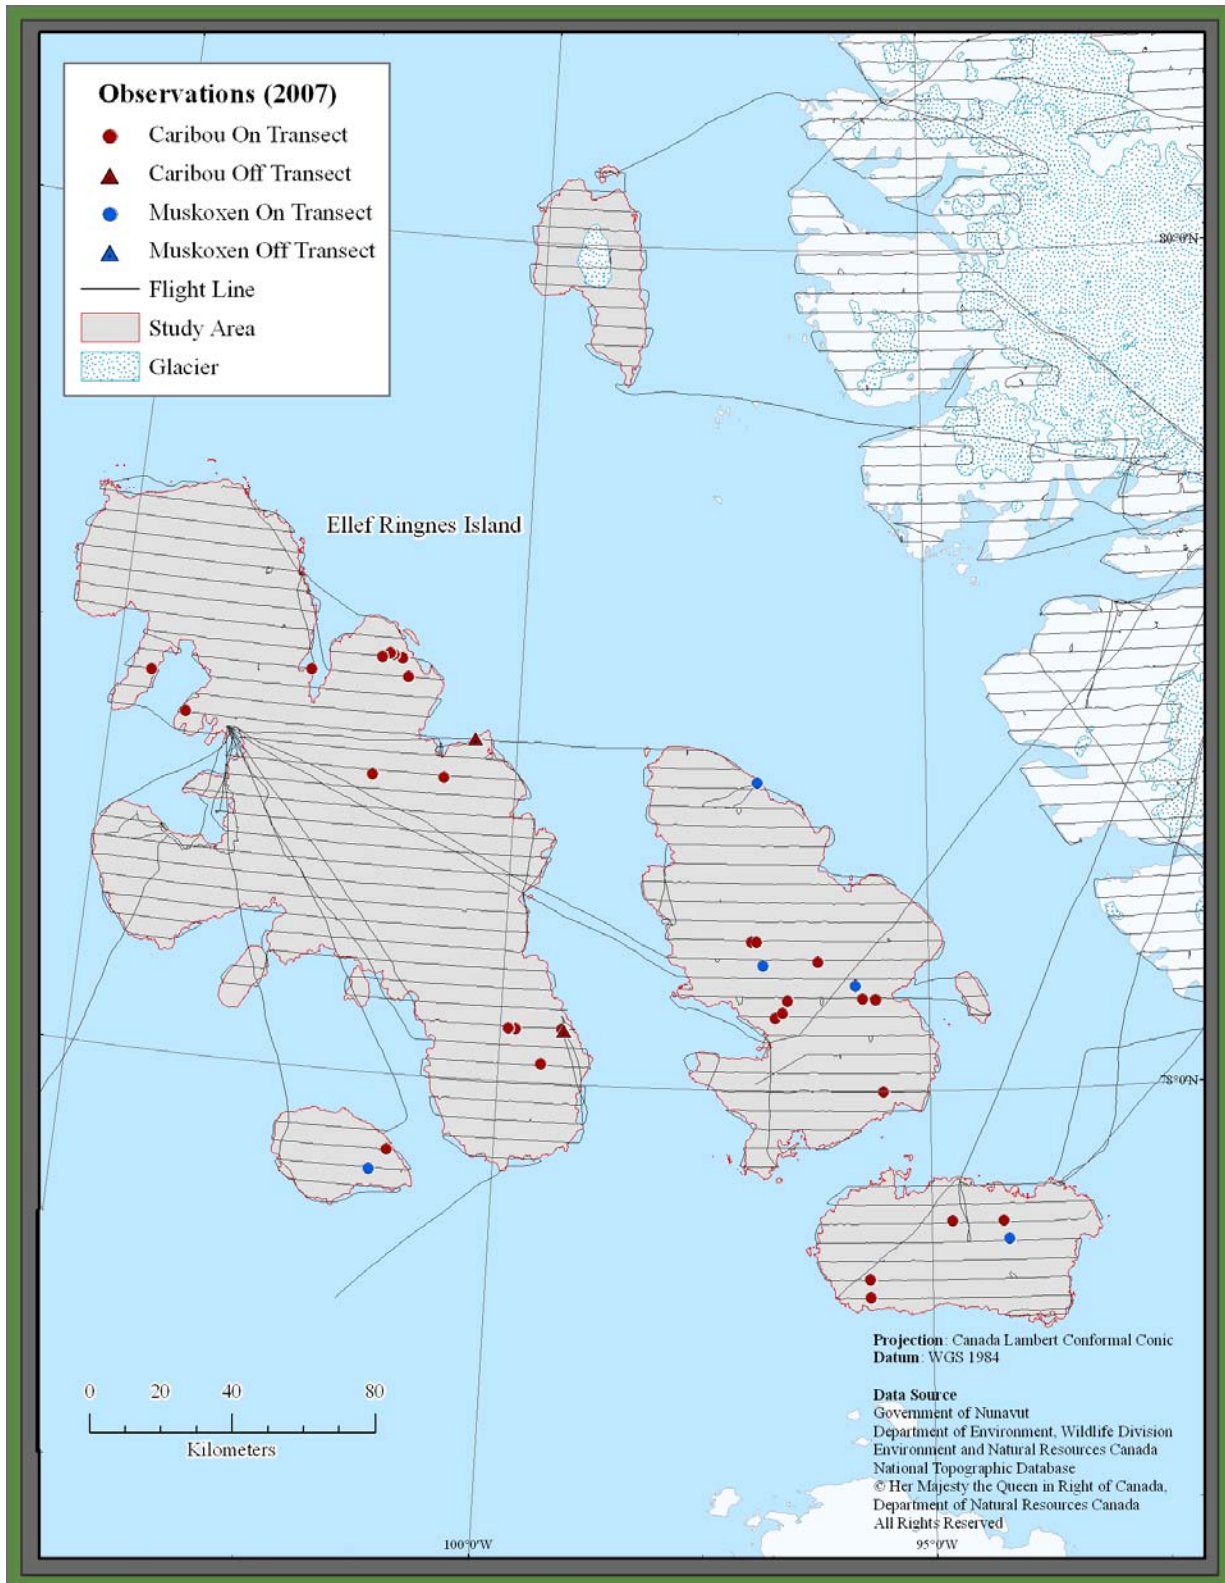 Observations (2007)
Caribou On Transect
Caribou Off Transect
Muskoxen On Transect
Muskoxen Off Transect
Flight Line
Study Area
Glacier
80°0'N
Ellef Ringnes Island
78°0'N
Projection: Canada Lambert Conformal Conic
Datum: WGS 1984
Data Source
Government of Nunavut
Department of Environment, Wildlife Division
Environment and Natural Resources Canada
National Topographic Database
© Her Majesty the Queen in Right of Canada,
Department of Natural Resources Canada
All Rights Reserved
0 20 40 80
Kilometers
100°0'W 95°0'W